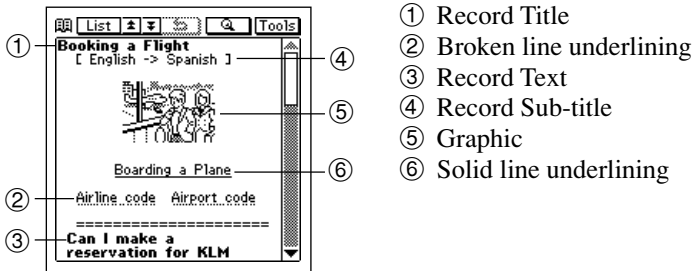 List Tools
Booking a Flight
[ English -> Spanish ]
Boarding a Plane
Airline code Airport code
=====================
Can I make a
reservation for KLM
①
②
③
④
⑤
⑥
① Record Title
② Broken line underlining
③ Record Text
④ Record Sub-title
⑤ Graphic
⑥ Solid line underlining